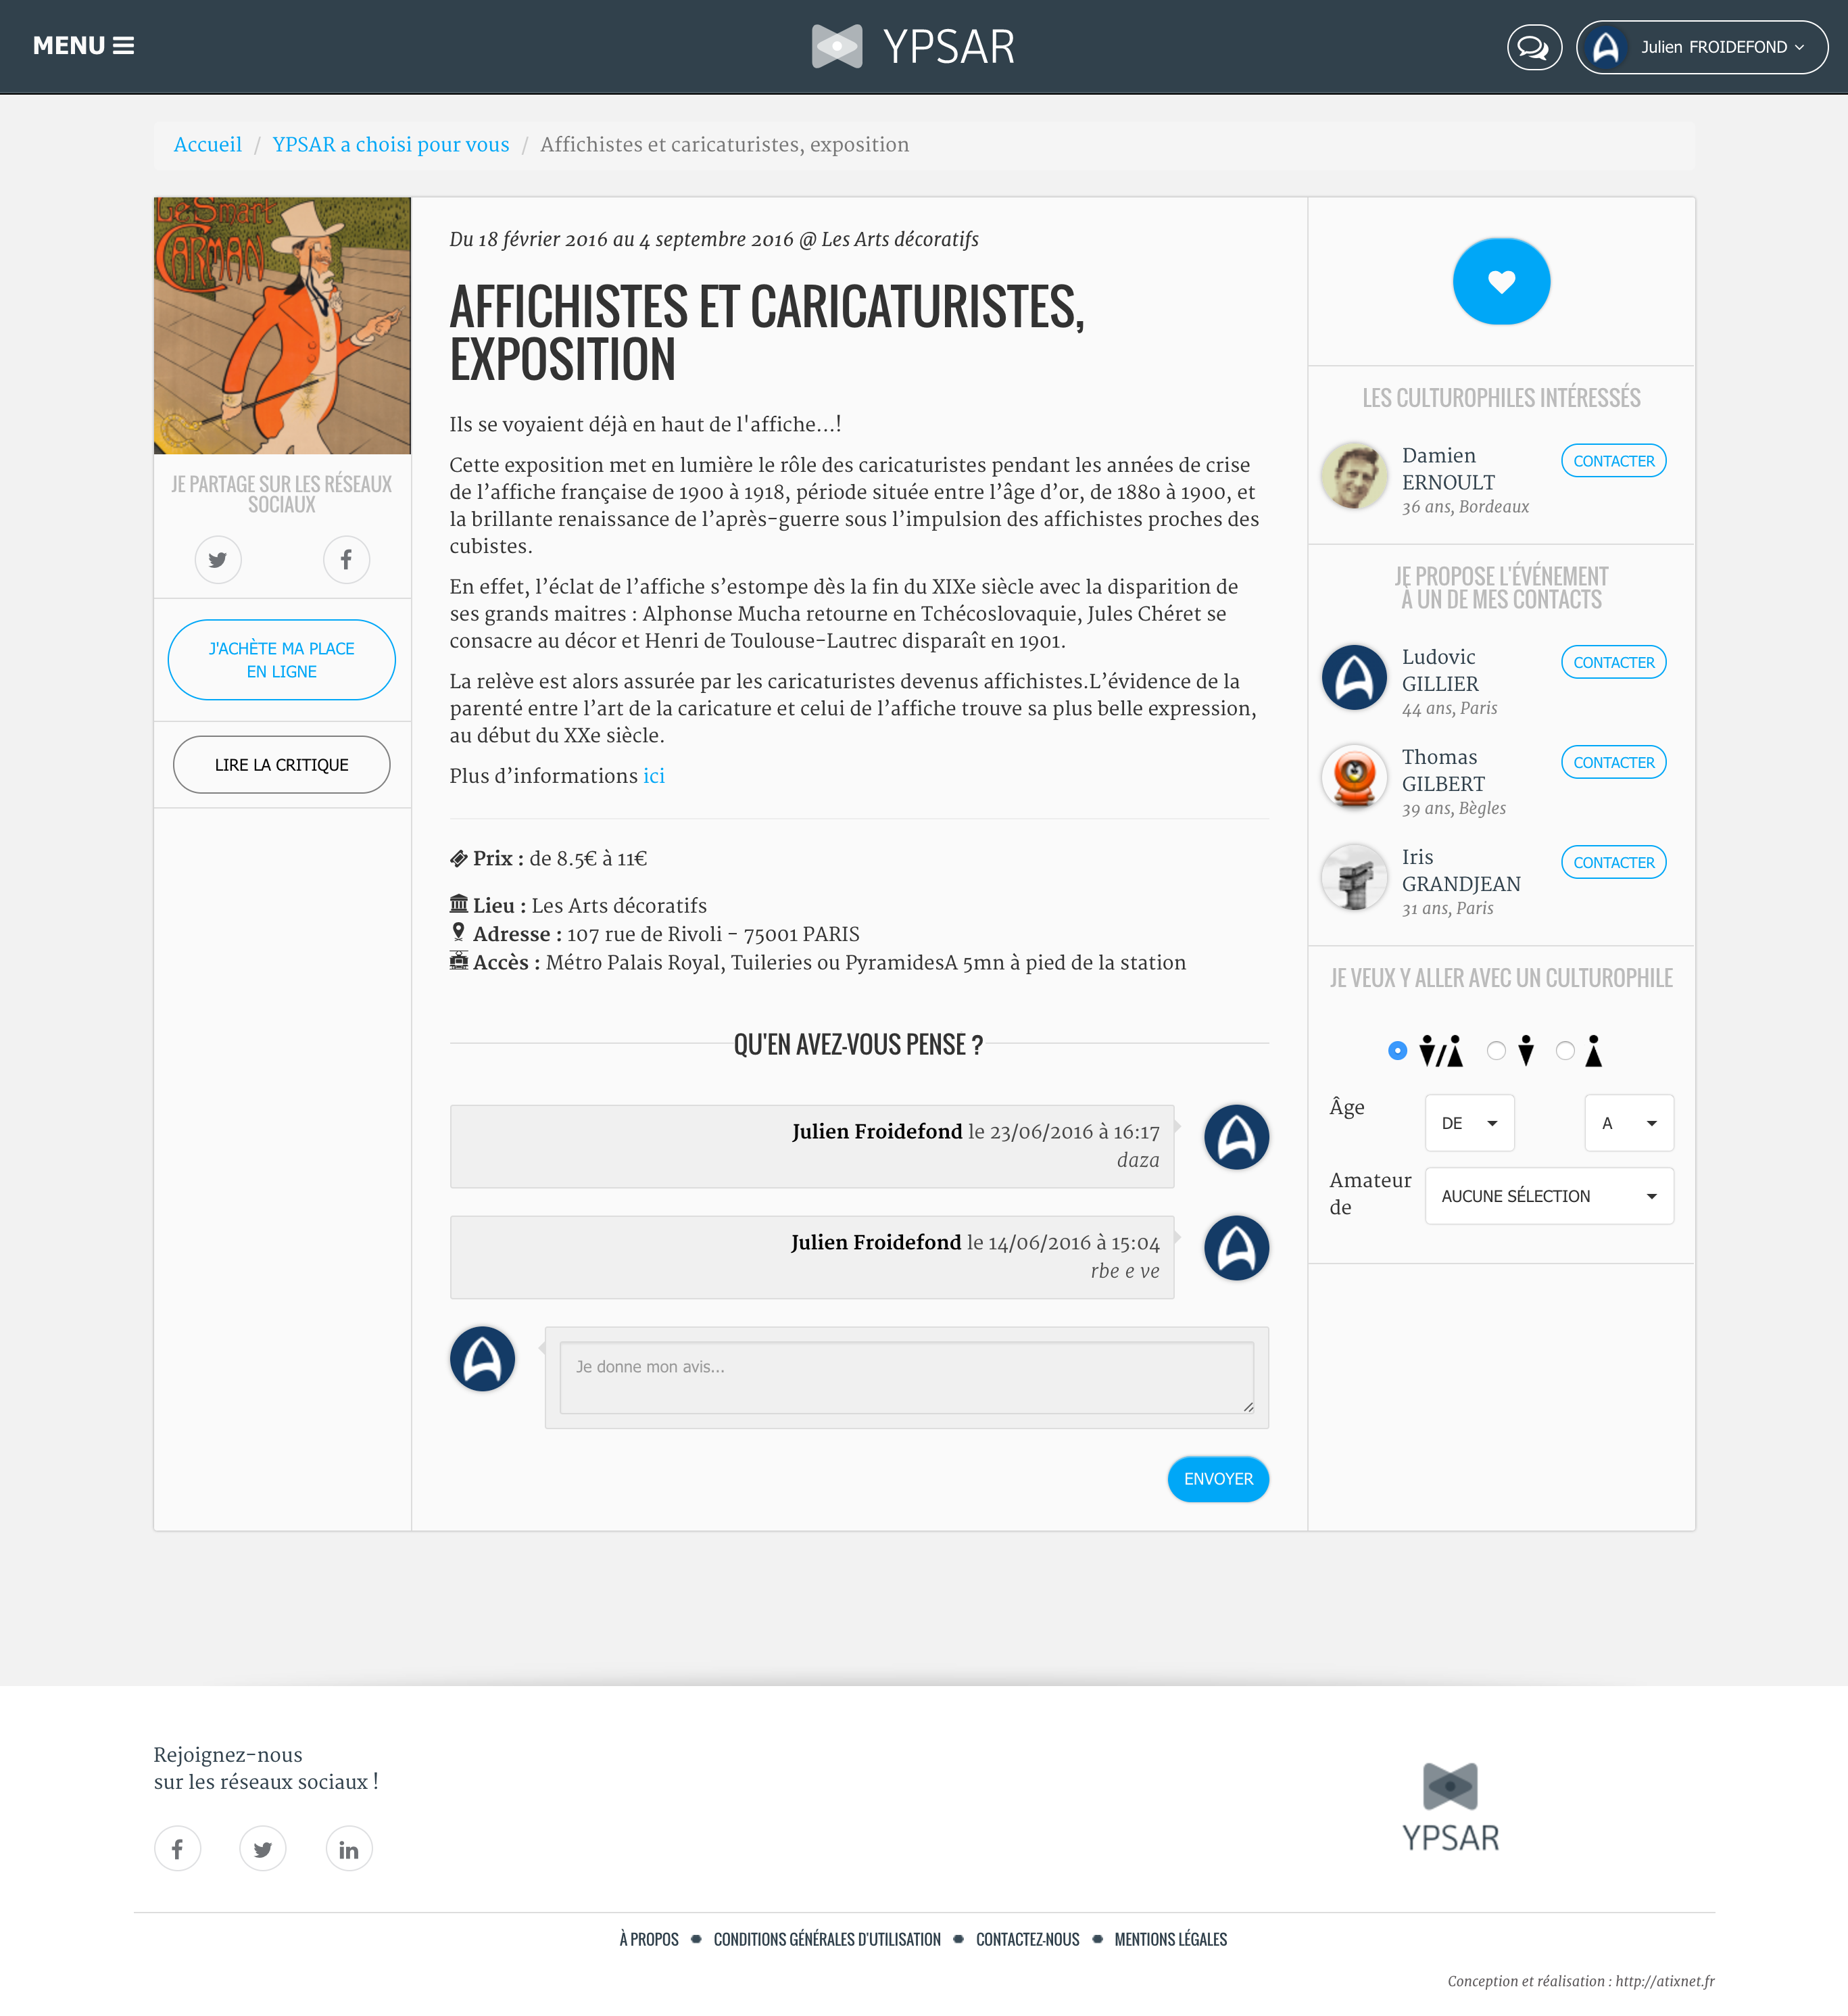 MENU
YPSAR
Julien FROIDEFOND
Accueil / YPSAR a choisi pour vous / Affichistes et caricaturistes, exposition
Le Smart
CARMAN
JE PARTAGE SUR LES RÉSEAUX
SOCIAUX
J'ACHÈTE MA PLACE
EN LIGNE
LIRE LA CRITIQUE
Du 18 février 2016 au 4 septembre 2016 @ Les Arts décoratifs
AFFICHISTES ET CARICATURISTES,
EXPOSITION
Ils se voyaient déjà en haut de l'affiche...!
Cette exposition met en lumière le rôle des caricaturistes pendant les années de crise
de l’affiche française de 1900 à 1918, période située entre l’âge d’or, de 1880 à 1900, et
la brillante renaissance de l’après-guerre sous l’impulsion des affichistes proches des
cubistes.
En effet, l’éclat de l’affiche s’estompe dès la fin du XIXe siècle avec la disparition de
ses grands maitres : Alphonse Mucha retourne en Tchécoslovaquie, Jules Chéret se
consacre au décor et Henri de Toulouse-Lautrec disparaît en 1901.
La relève est alors assurée par les caricaturistes devenus affichistes.L’évidence de la
parenté entre l’art de la caricature et celui de l’affiche trouve sa plus belle expression,
au début du XXe siècle.
Plus d’informations ici
Prix : de 8.5€ à 11€
Lieu : Les Arts décoratifs
Adresse : 107 rue de Rivoli - 75001 PARIS
Accès : Métro Palais Royal, Tuileries ou PyramidesA 5mn à pied de la station
QU'EN AVEZ-VOUS PENSE ?
Julien Froidefond le 23/06/2016 à 16:17
daza
Julien Froidefond le 14/06/2016 à 15:04
rbe e ve
Je donne mon avis...
ENVOYER
LES CULTUROPHILES INTÉRESSÉS
Damien
ERNOULT
36 ans, Bordeaux
CONTACTER
JE PROPOSE L'ÉVÉNEMENT
À UN DE MES CONTACTS
Ludovic
GILLIER
44 ans, Paris
CONTACTER
Thomas
GILBERT
39 ans, Bègles
CONTACTER
Iris
GRANDJEAN
31 ans, Paris
CONTACTER
JE VEUX Y ALLER AVEC UN CULTUROPHILE
Âge
DE
A
Amateur
de
AUCUNE SÉLECTION
Rejoignez-nous
sur les réseaux sociaux !
YPSAR
À PROPOS
CONDITIONS GÉNÉRALES D'UTILISATION
CONTACTEZ-NOUS
MENTIONS LÉGALES
Conception et réalisation : http://atixnet.fr